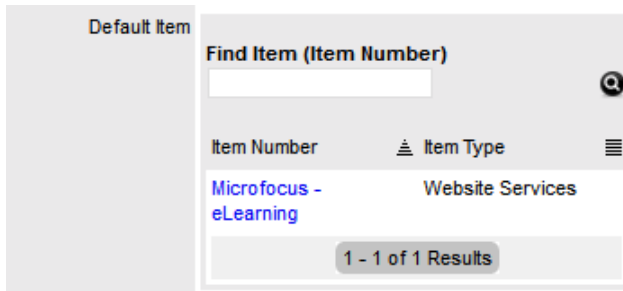 Default Item
Find Item (Item Number)
Item Number Item Type
Microfocus - Website Services
eLearning
1 - 1 of 1 Results